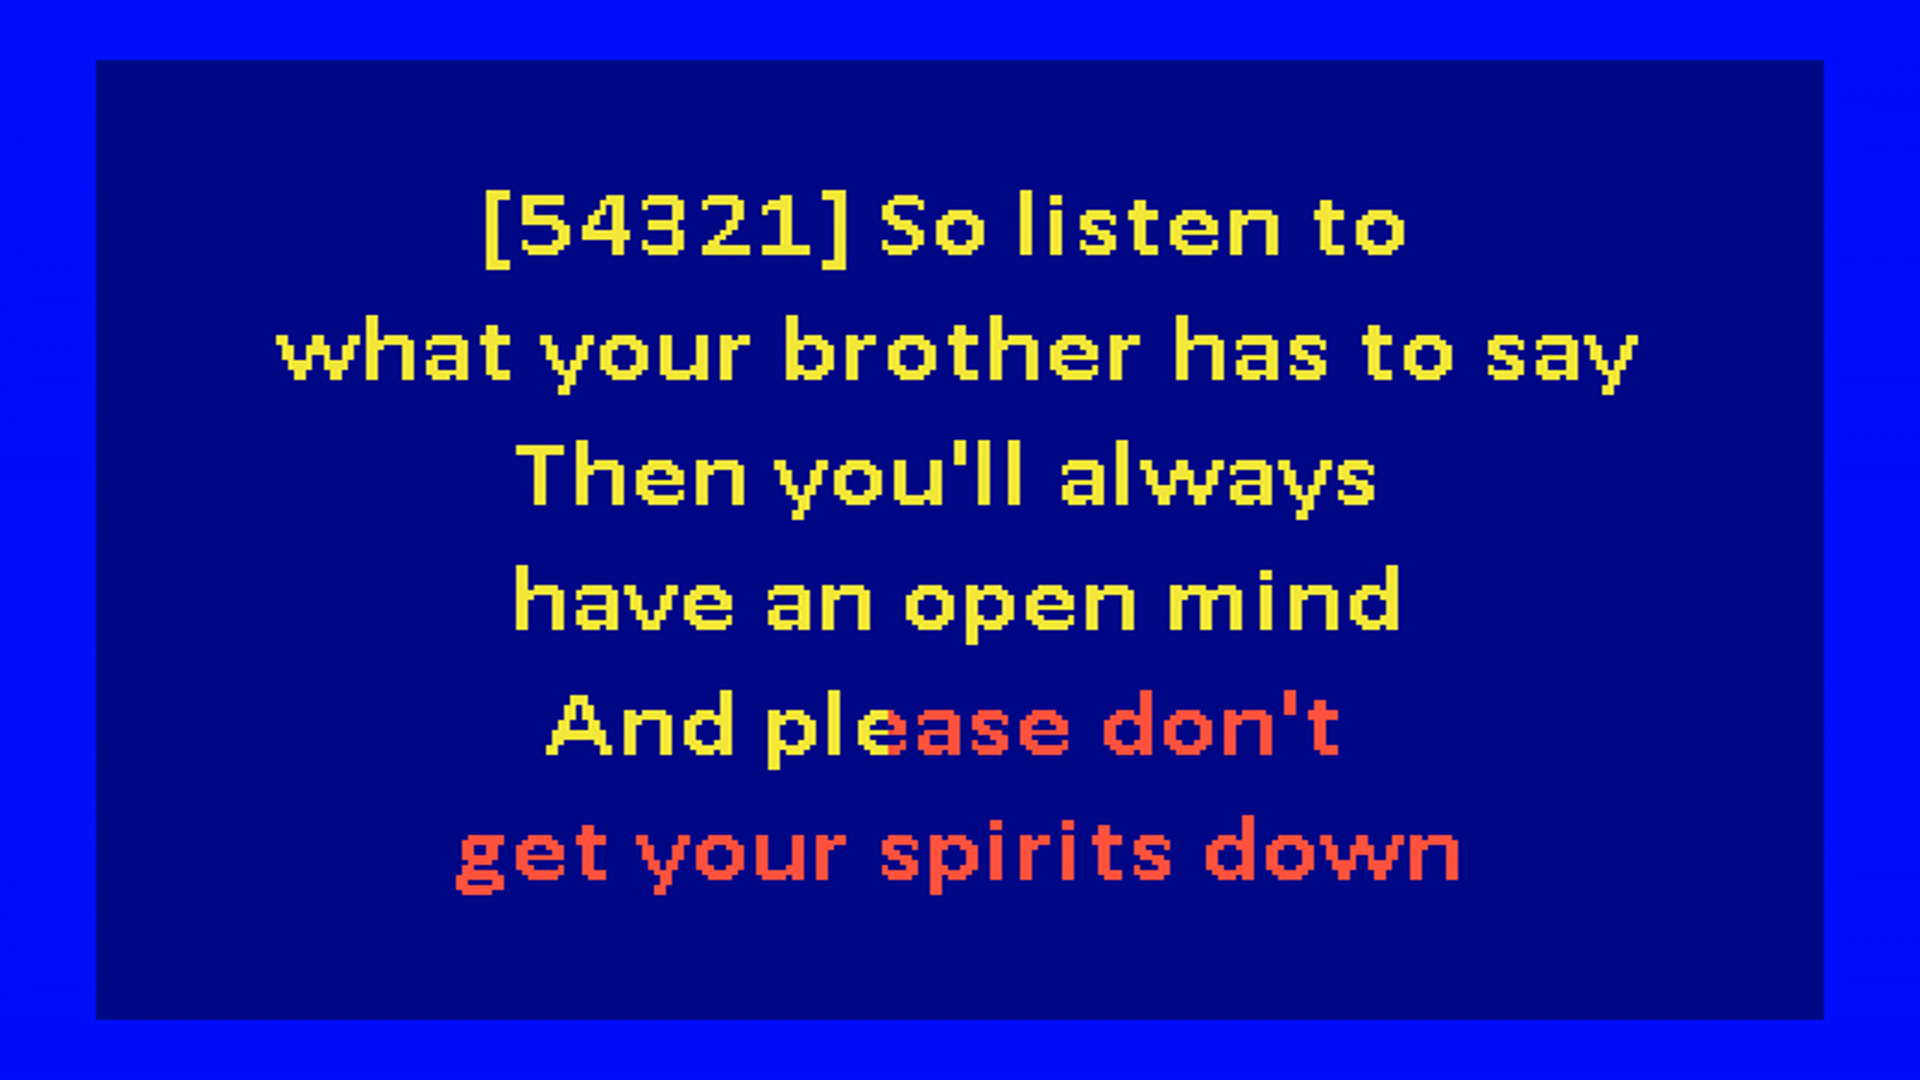 [54321] So listen to
what your brother has to say
Then you'll always
have an open mind
And please don't
get your spirits down